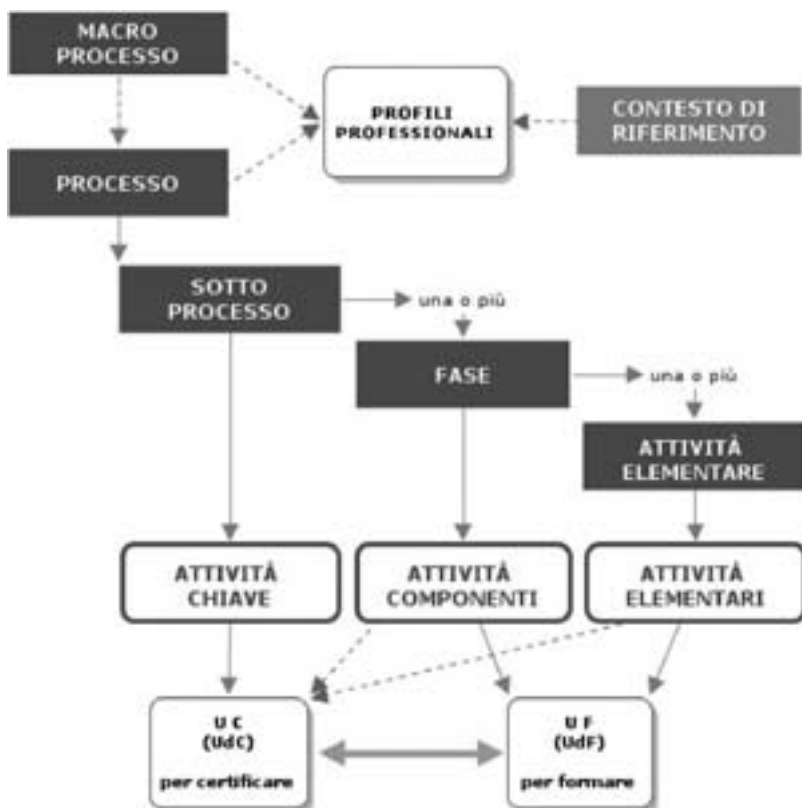 MACRO
PROCESSO
PROFILI
PROFESSIONALI
CONTESTO DI
RIFERIMENTO
PROCESSO
SOTTO
PROCESSO
una o più
FASE
una o più
ATTIVITÀ
ELEMENTARE
ATTIVITÀ
CHIAVE
ATTIVITÀ
COMPONENTI
ATTIVITÀ
ELEMENTARI
U C
(UdC)
per certificare
U F
(UdF)
per formare